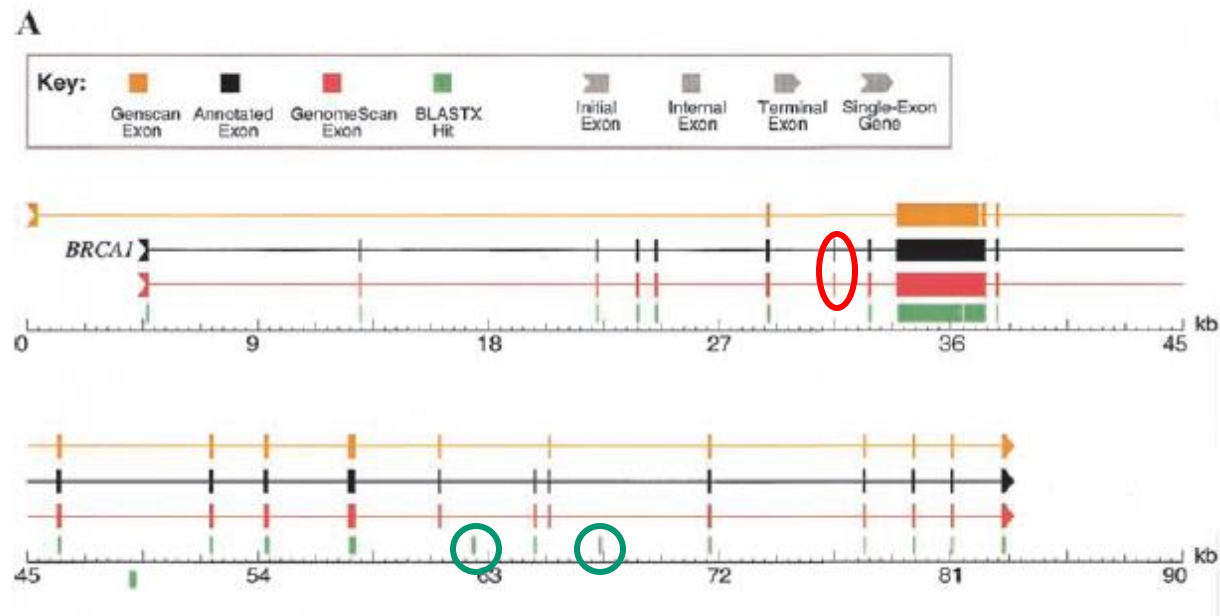 A
Key:
Genscan Exon
Annotated Exon
GenomeScan Exon
BLASTX Hit
Initial Exon
Internal Exon
Terminal Exon
Single-Exon Gene
BRCA1
0 9 18 27 36 45 kb
45 54 63 72 81 90 kb